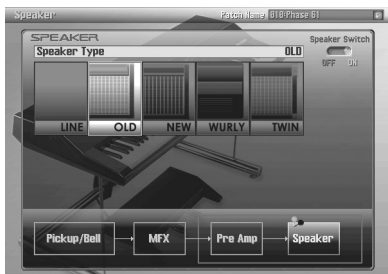 Speaker
Patch Name 018:Phase 61
SPEAKER
Speaker Type OLD
Speaker Switch
OFF ON
LINE OLD NEW WURLY TWIN
Pickup/Bell MFX Pre Amp Speaker